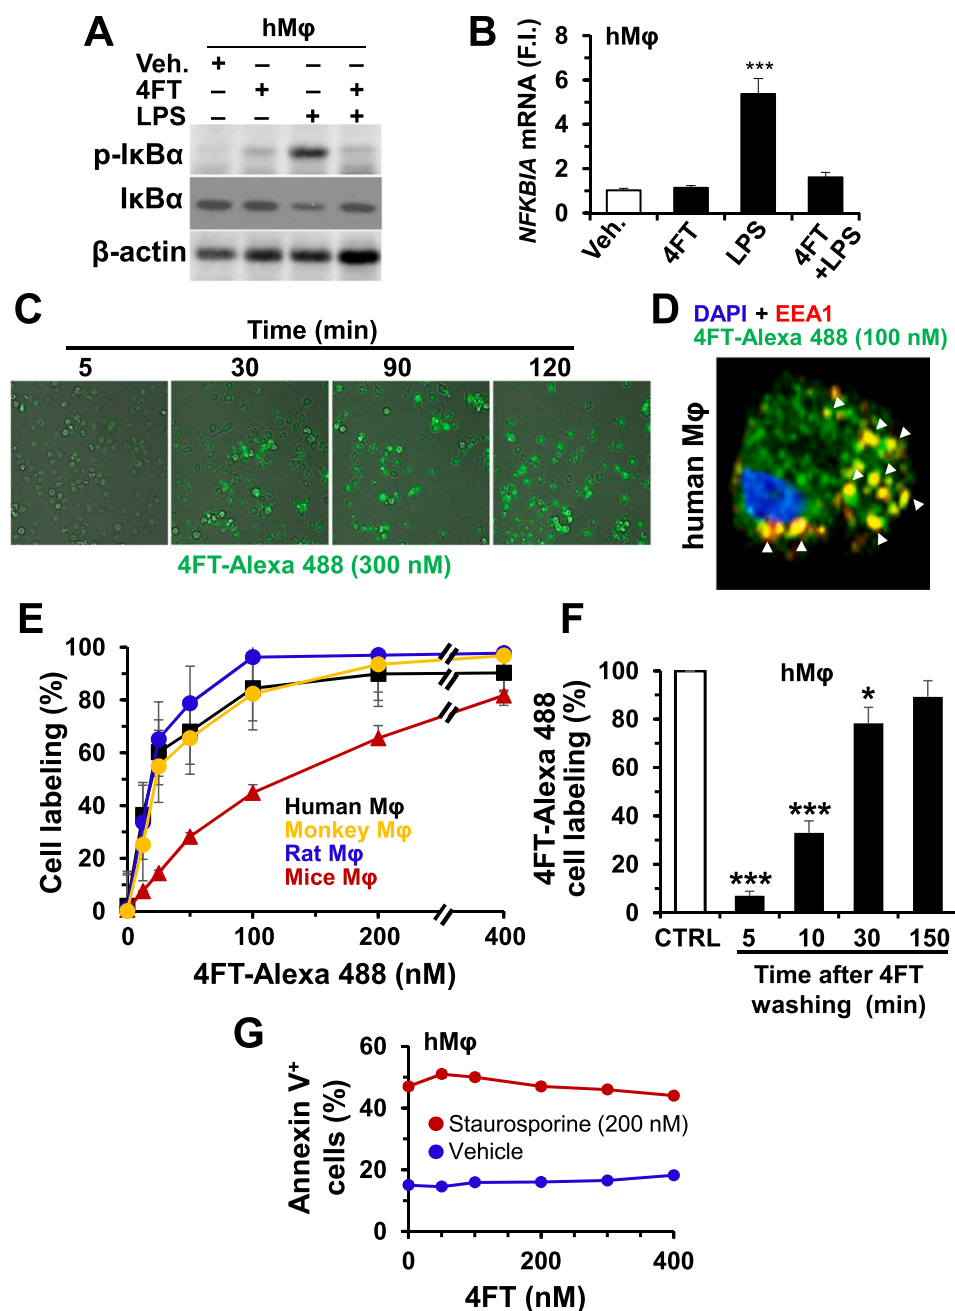 A
hMφ
Veh. + – – –
4FT – + – +
LPS – – + +
p-IκBα
IκBα
β-actin
B
hMφ
NFKBIA mRNA (F.I.)
8
6
4
2
0
***
Veh.
4FT
LPS
4FT
+LPS
C
Time (min)
5 30 90 120
4FT-Alexa 488 (300 nM)
D
DAPI + EEA1
4FT-Alexa 488 (100 nM)
human Mφ
E
Cell labeling (%)
100
80
60
40
20
0
Human Mφ
Monkey Mφ
Rat Mφ
Mice Mφ
0 100 200 400
4FT-Alexa 488 (nM)
F
hMφ
4FT-Alexa 488
cell labeling (%)
100
80
60
40
20
0
***
***
*
CTRL 5 10 30 150
Time after 4FT
washing (min)
G
hMφ
Annexin V+
cells (%)
60
40
20
0
Staurosporine (200 nM)
Vehicle
0 200 400
4FT (nM)